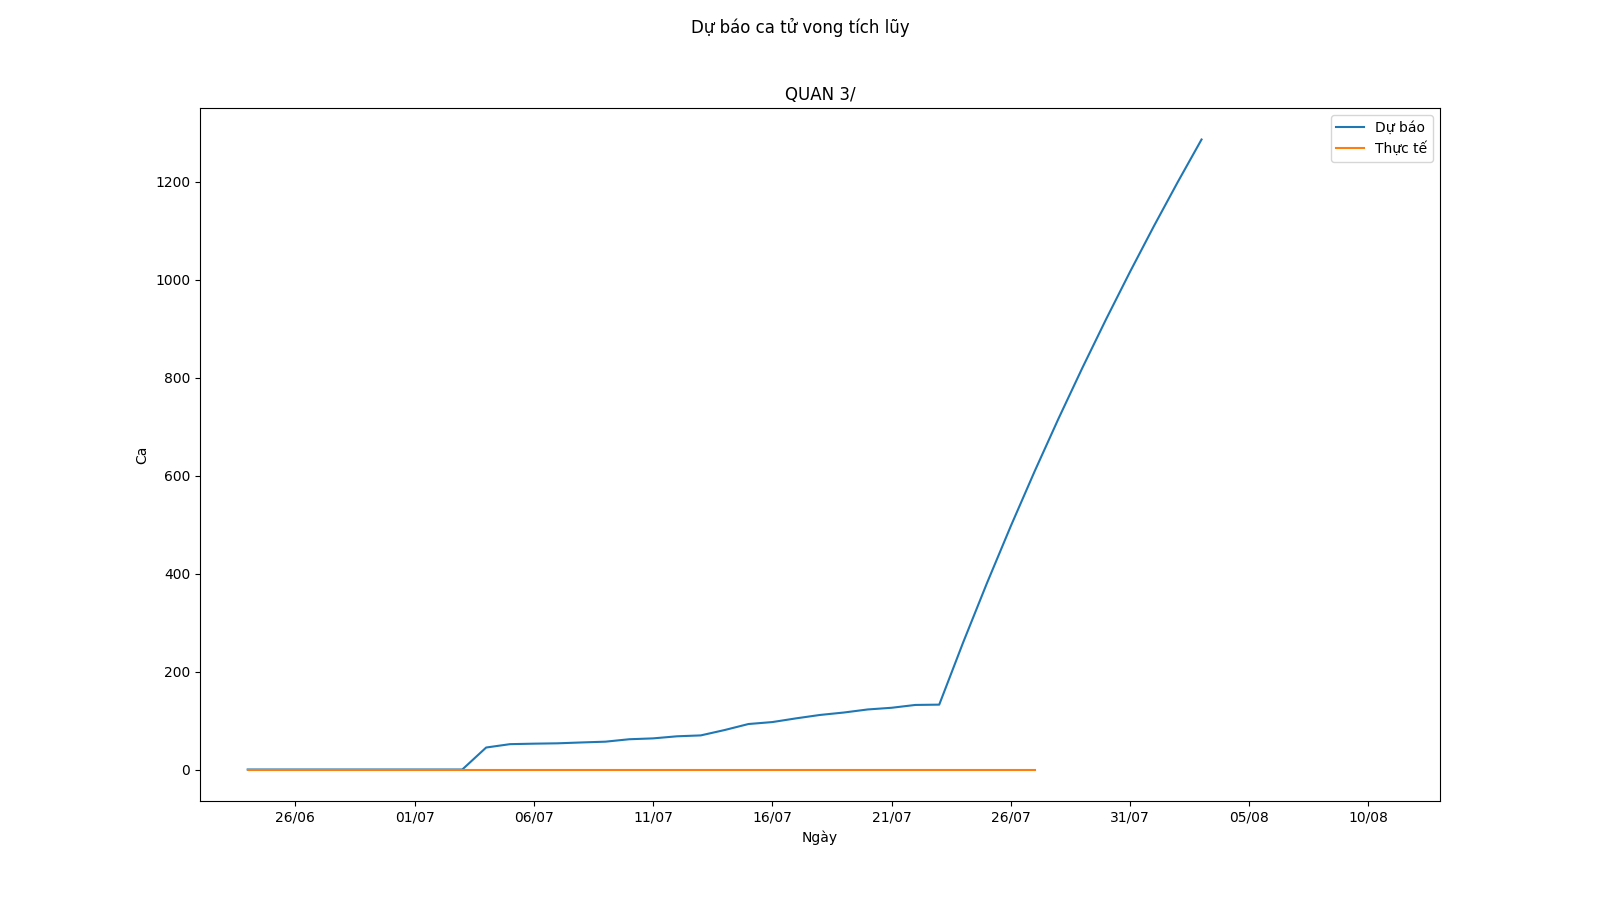 Dự báo ca tử vong tích lũy
QUAN 3/
Dự báo
Thực tế
1200
1000
800
600
400
200
0
Ca
26/06
01/07
06/07
11/07
16/07
21/07
26/07
31/07
05/08
10/08
Ngày